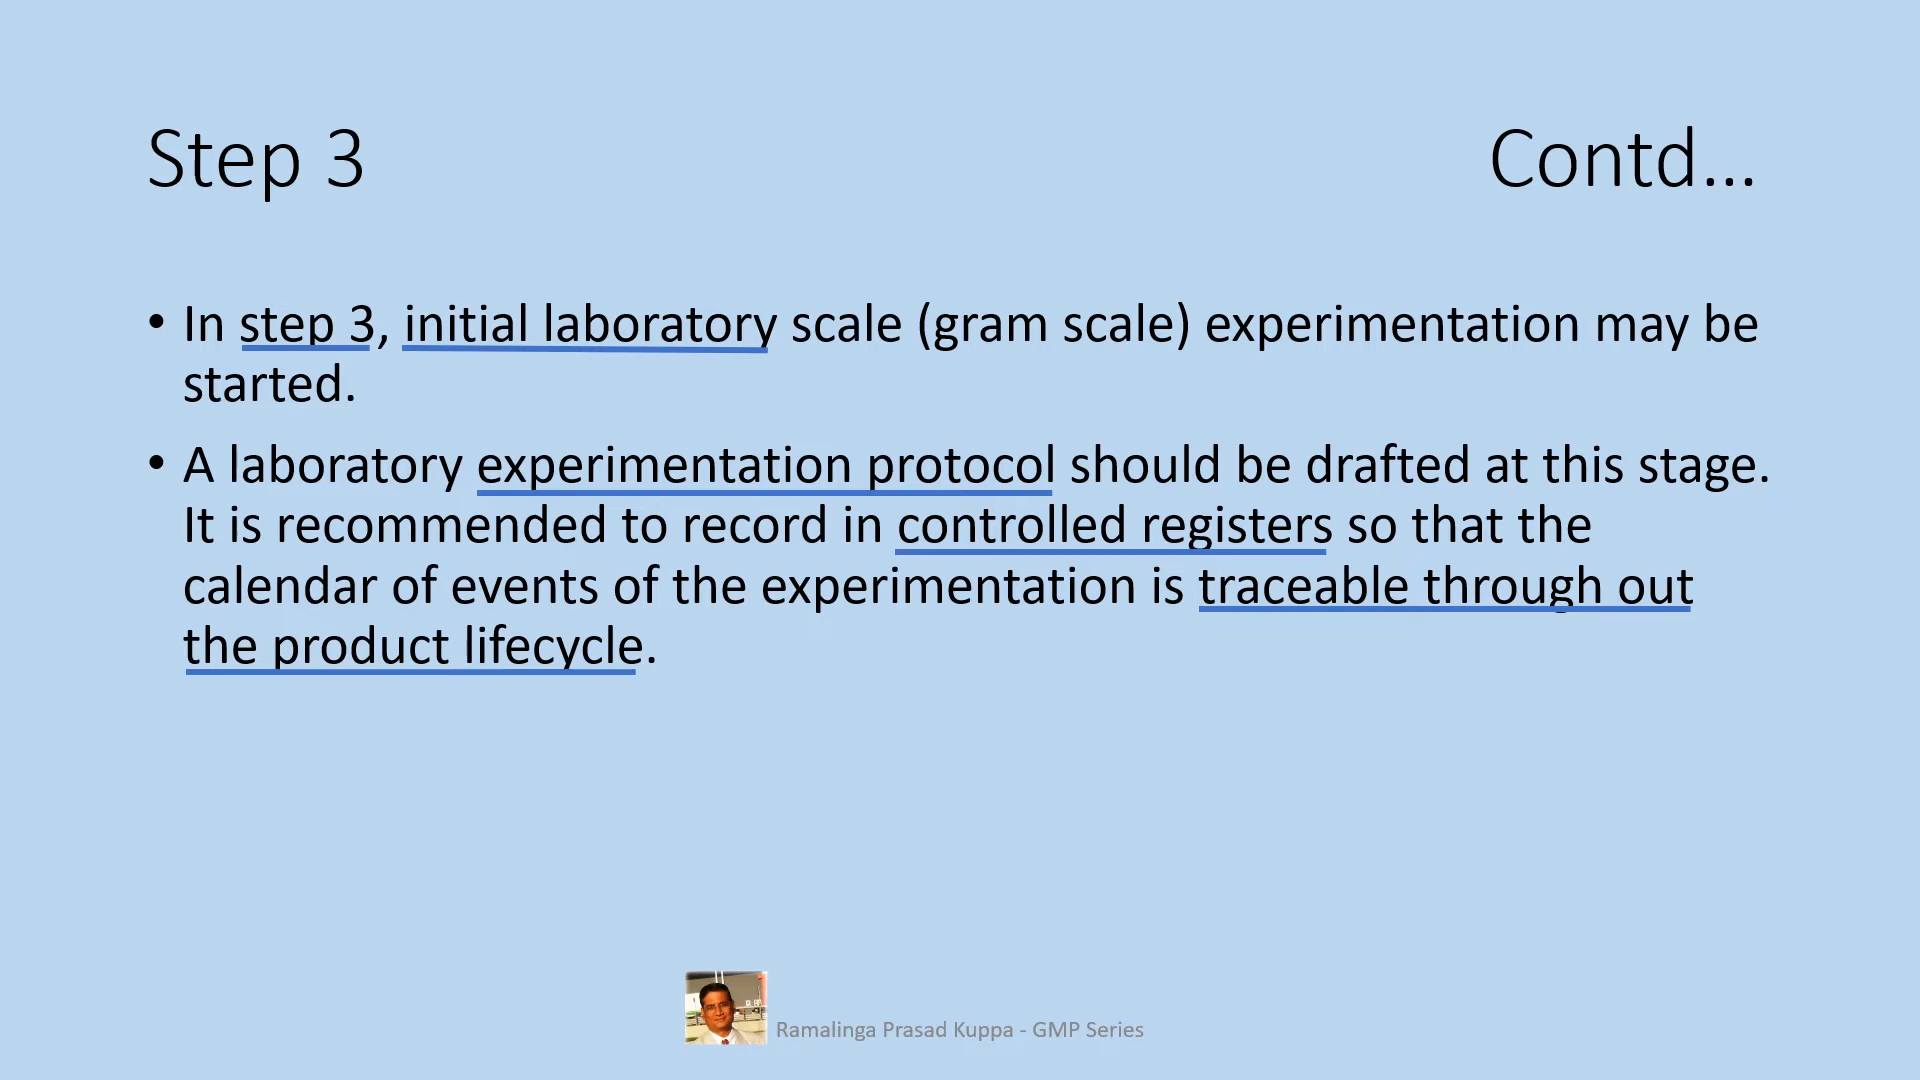 Step 3 Contd...
• In step 3, initial laboratory scale (gram scale) experimentation may be
started.
• A laboratory experimentation protocol should be drafted at this stage.
It is recommended to record in controlled registers so that the
calendar of events of the experimentation is traceable through out
the product lifecycle.
Ramalinga Prasad Kuppa - GMP Series